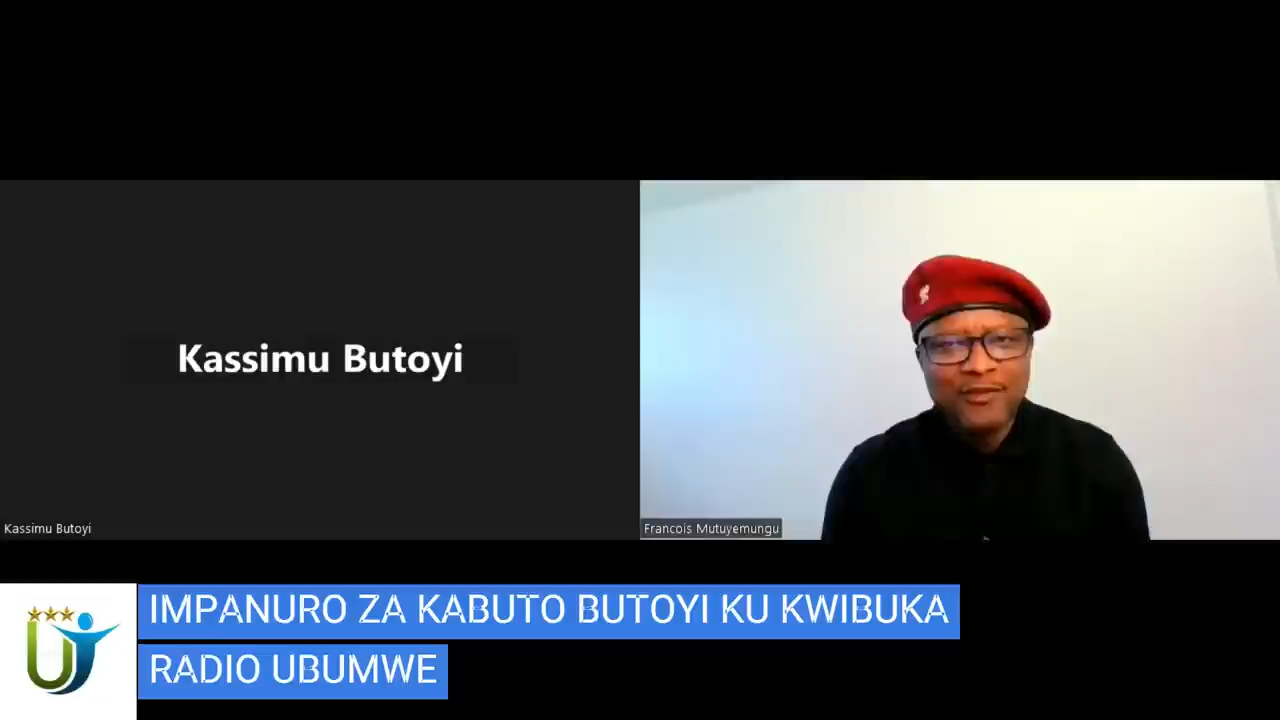 Kassimu Butoyi
Kassimu Butoyi
Francois Mutuyemungu
IMPANURO ZA KABUTO BUTOYI KU KWIBUKA
RADIO UBUMWE